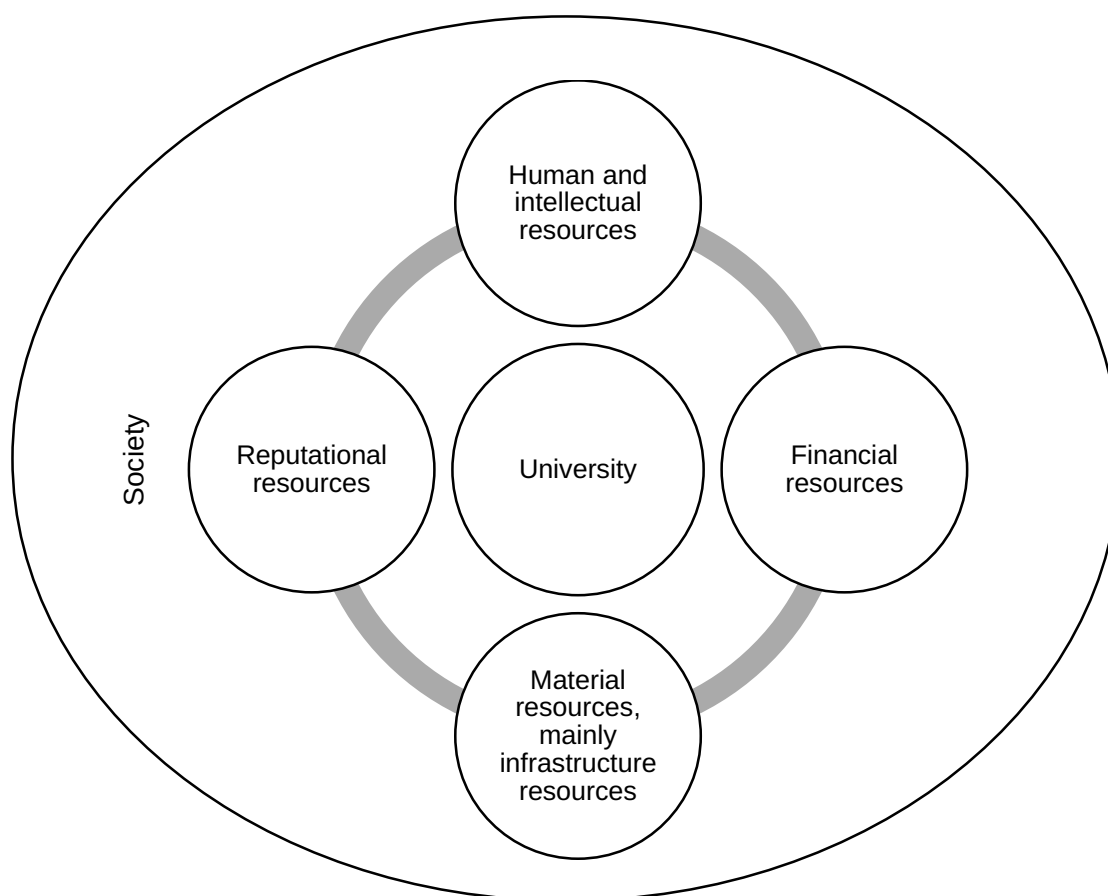 Human and
intellectual
resources
Society
Reputational
resources
University
Financial
resources
Material
resources,
mainly
infrastructure
resources